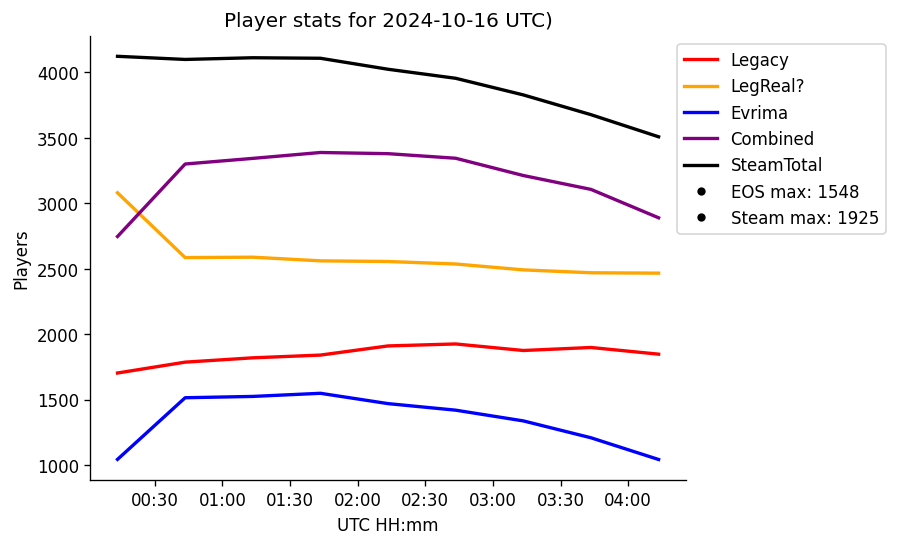 Player stats for 2024-10-16 UTC)
Players
4000
3500
3000
2500
2000
1500
1000
00:30 01:00 01:30 02:00 02:30 03:00 03:30 04:00
UTC HH:mm
Legacy
LegReal?
Evrima
Combined
SteamTotal
EOS max: 1548
Steam max: 1925